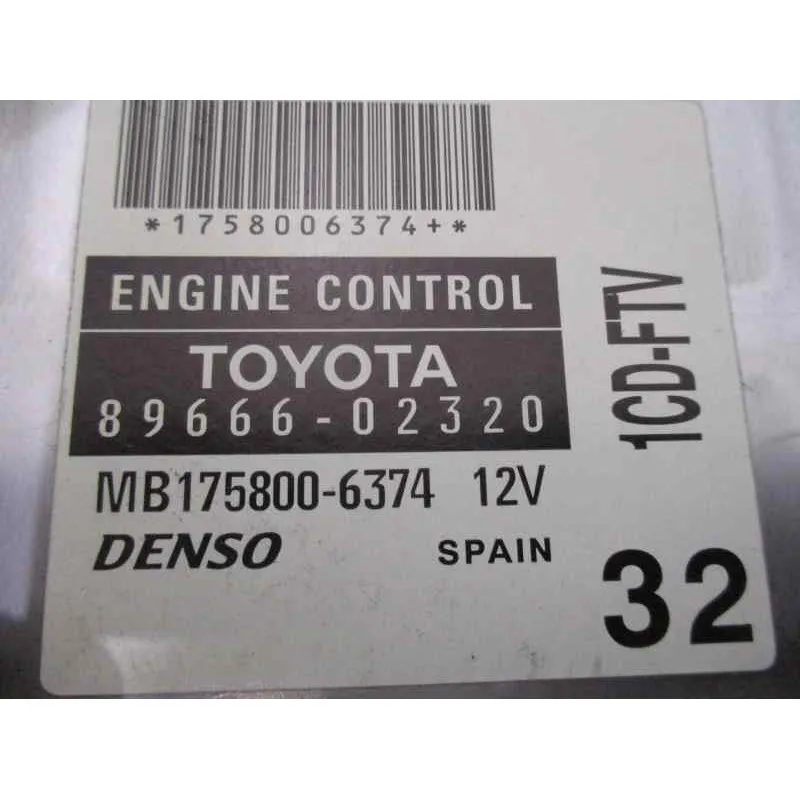 *1758006374+*
ENGINE CONTROL
TOYOTA
89666-02320
MB175800-6374 12V
DENSO SPAIN
1CD-FTV
32